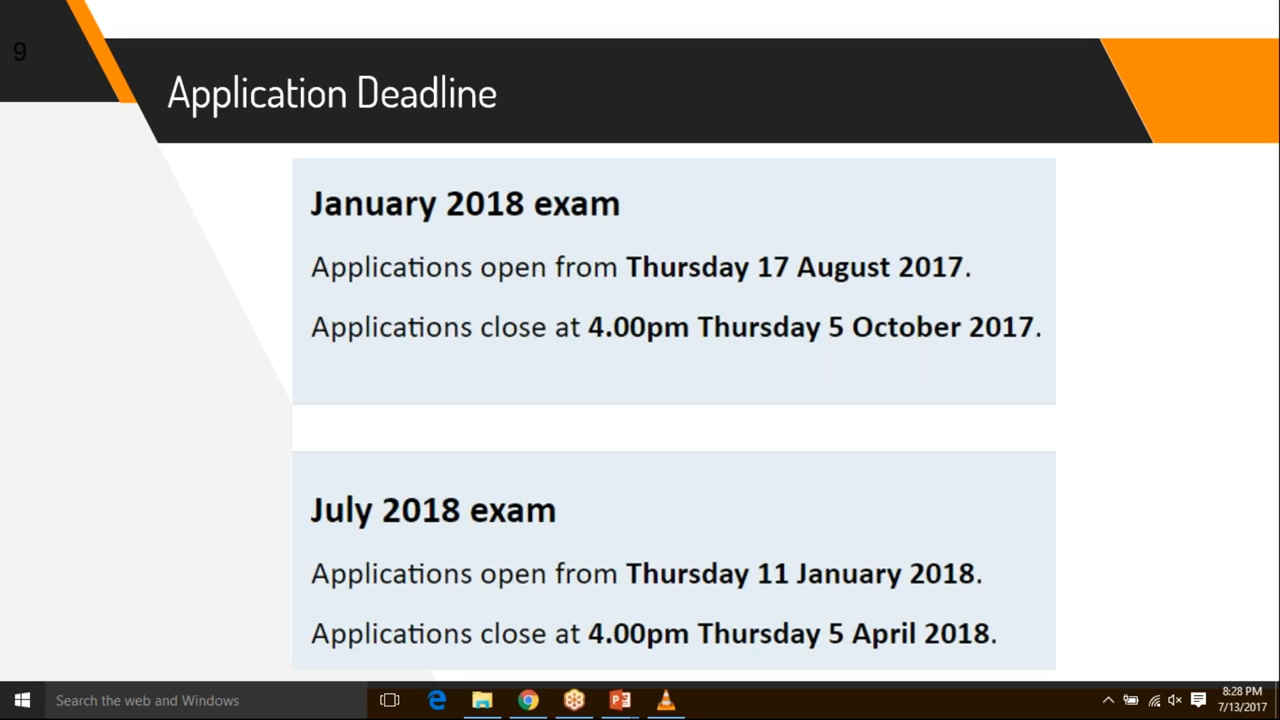 9
Application Deadline
January 2018 exam
Applications open from Thursday 17 August 2017.
Applications close at 4.00pm Thursday 5 October 2017.
July 2018 exam
Applications open from Thursday 11 January 2018.
Applications close at 4.00pm Thursday 5 April 2018.
Search the web and Windows
8:28 PM
7/13/2017